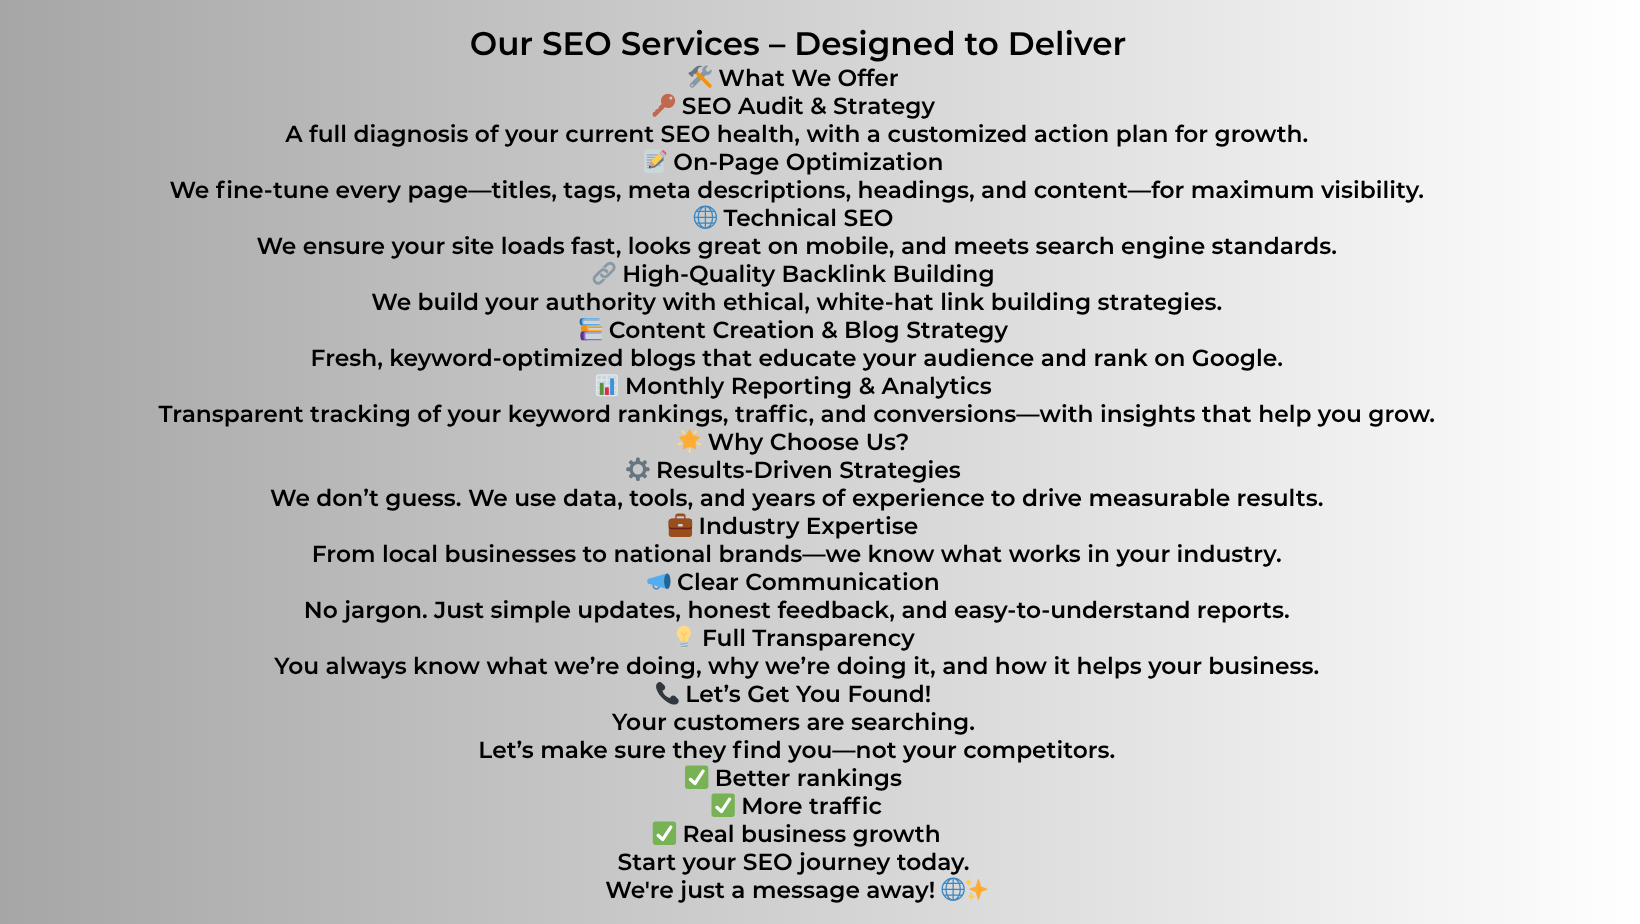 Our SEO Services – Designed to Deliver
🛠️ What We Offer
🔑 SEO Audit & Strategy
A full diagnosis of your current SEO health, with a customized action plan for growth.
📝 On-Page Optimization
We fine-tune every page—titles, tags, meta descriptions, headings, and content—for maximum visibility.
🌐 Technical SEO
We ensure your site loads fast, looks great on mobile, and meets search engine standards.
🔗 High-Quality Backlink Building
We build your authority with ethical, white-hat link building strategies.
📚 Content Creation & Blog Strategy
Fresh, keyword-optimized blogs that educate your audience and rank on Google.
📊 Monthly Reporting & Analytics
Transparent tracking of your keyword rankings, traffic, and conversions—with insights that help you grow.
🌟 Why Choose Us?
⚙️ Results-Driven Strategies
We don’t guess. We use data, tools, and years of experience to drive measurable results.
💼 Industry Expertise
From local businesses to national brands—we know what works in your industry.
📣 Clear Communication
No jargon. Just simple updates, honest feedback, and easy-to-understand reports.
💡 Full Transparency
You always know what we’re doing, why we’re doing it, and how it helps your business.
📞 Let’s Get You Found!
Your customers are searching.
Let’s make sure they find you—not your competitors.
✅ Better rankings
✅ More traffic
✅ Real business growth
Start your SEO journey today.
We're just a message away! 🌐✨